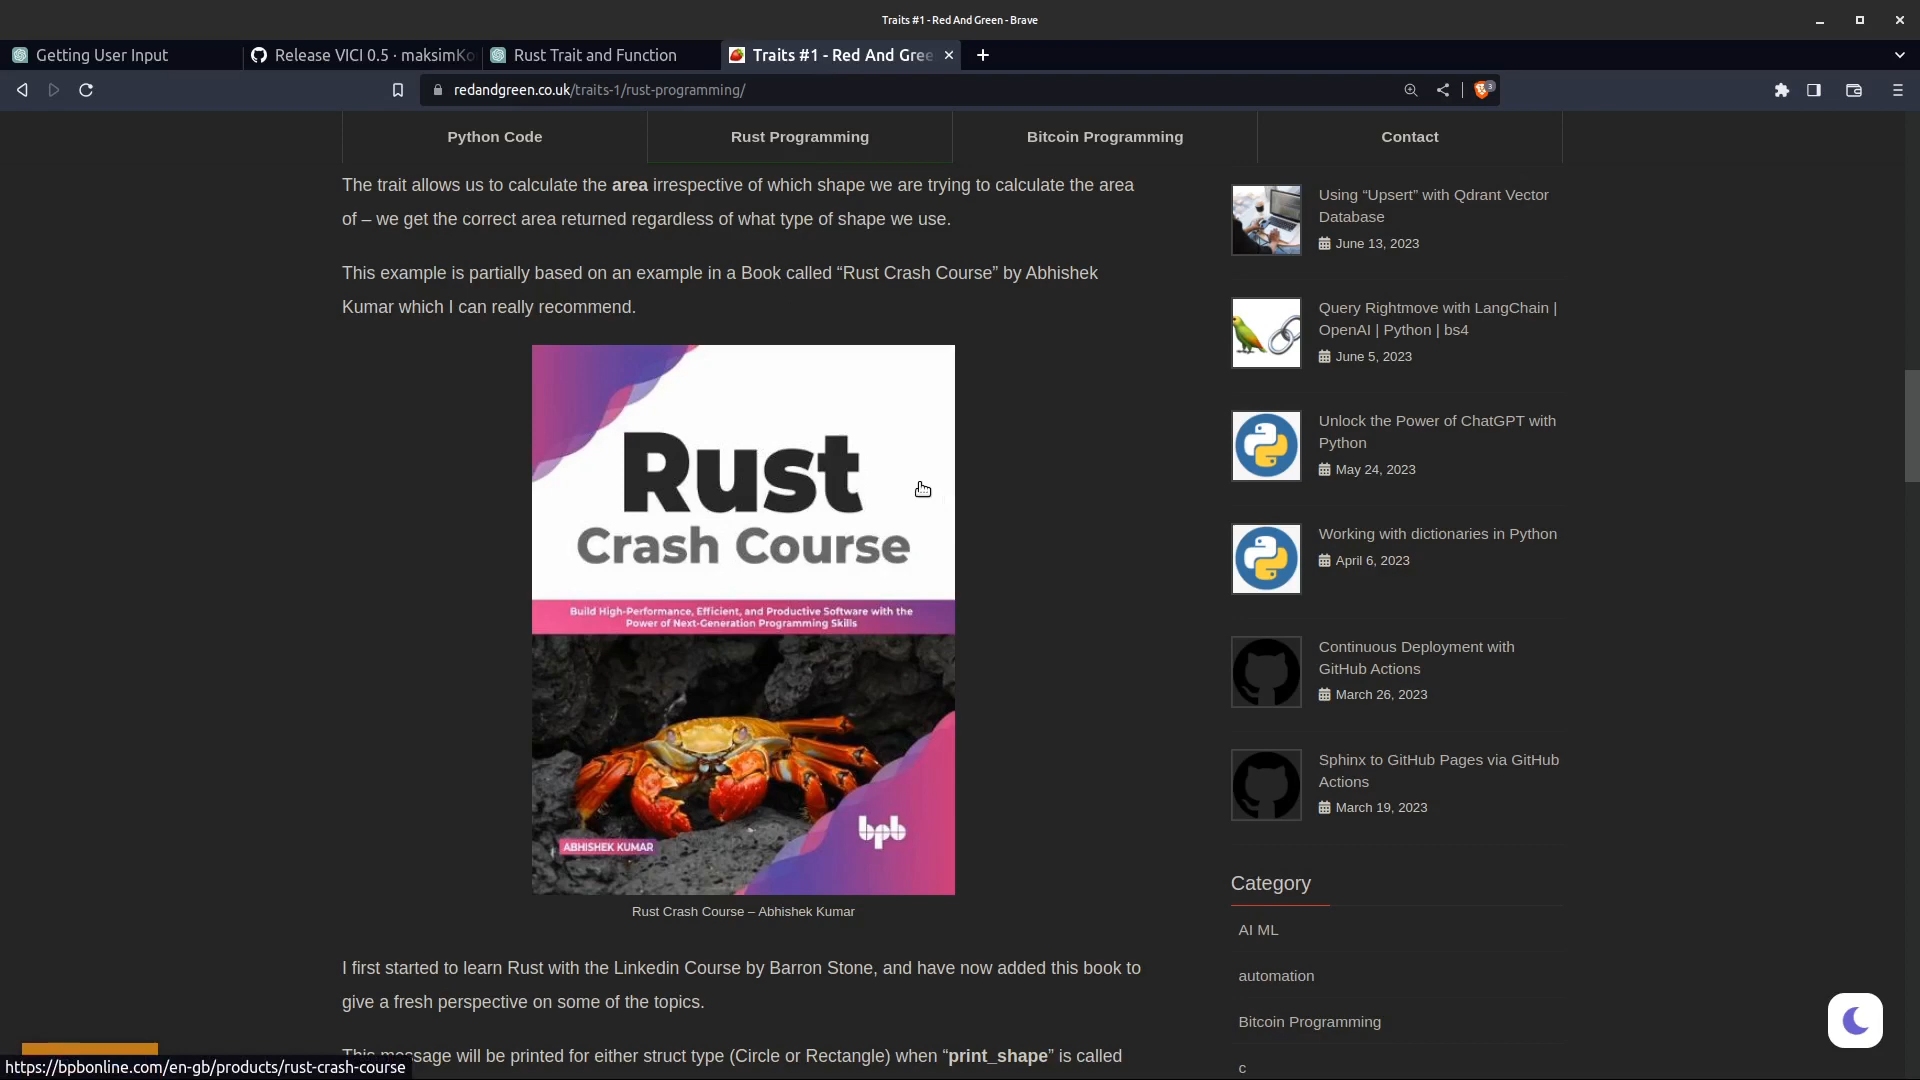 Traits #1 - Red And Green - Brave
Getting User Input
Release VICI 0.5 · maksimKo
Rust Trait and Function
Traits #1 - Red And Gree
redandgreen.co.uk/traits-1/rust-programming/
3
Python Code
Rust Programming
Bitcoin Programming
Contact
The trait allows us to calculate the area irrespective of which shape we are trying to calculate the area
of – we get the correct area returned regardless of what type of shape we use.
This example is partially based on an example in a Book called “Rust Crash Course” by Abhishek
Kumar which I can really recommend.
Rust
Crash Course
Build High-Performance, Efficient, and Productive Software with the
Power of Next-Generation Programming Skills
bpb
ABHISHEK KUMAR
Rust Crash Course – Abhishek Kumar
I first started to learn Rust with the Linkedin Course by Barron Stone, and have now added this book to
give a fresh perspective on some of the topics.
This message will be printed for either struct type (Circle or Rectangle) when “print_shape” is called
https://bpbonline.com/en-gb/products/rust-crash-course
Using “Upsert” with Qdrant Vector
Database
June 13, 2023
Query Rightmove with LangChain |
OpenAI | Python | bs4
June 5, 2023
Unlock the Power of ChatGPT with
Python
May 24, 2023
Working with dictionaries in Python
April 6, 2023
Continuous Deployment with
GitHub Actions
March 26, 2023
Sphinx to GitHub Pages via GitHub
Actions
March 19, 2023
Category
AI ML
automation
Bitcoin Programming
c